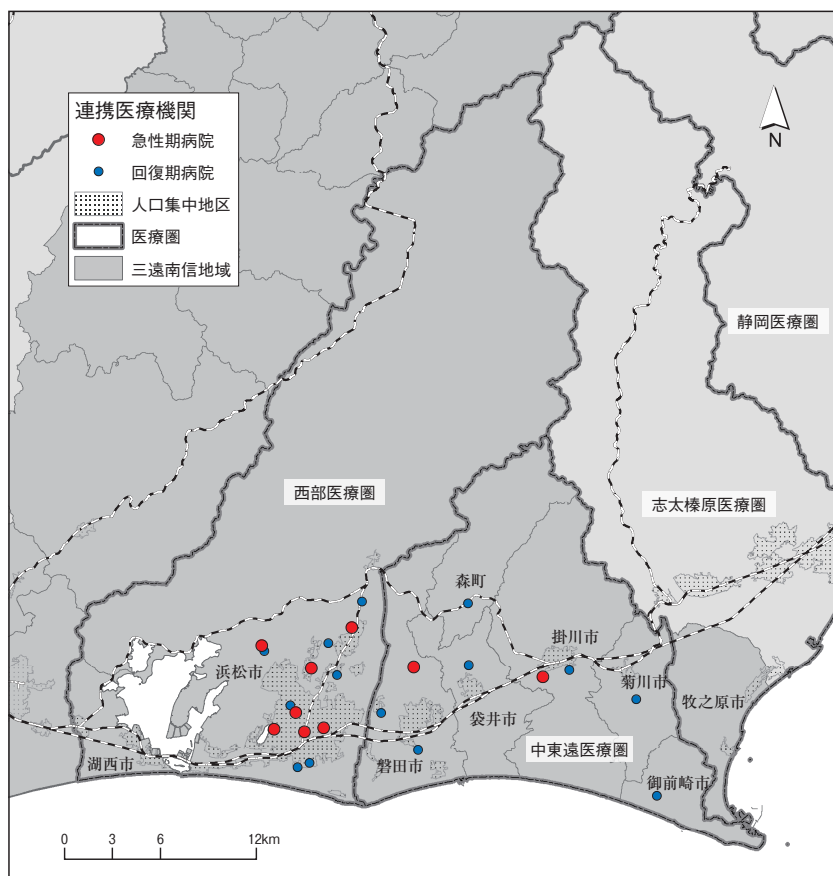 連携医療機関
急性期病院
回復期病院
人口集中地区
医療圏
三遠南信地域
N
静岡医療圏
西部医療圏
志太榛原医療圏
森町
掛川市
浜松市
菊川市
牧之原市
袋井市
中東遠医療圏
湖西市
磐田市
御前崎市
0 3 6 12km